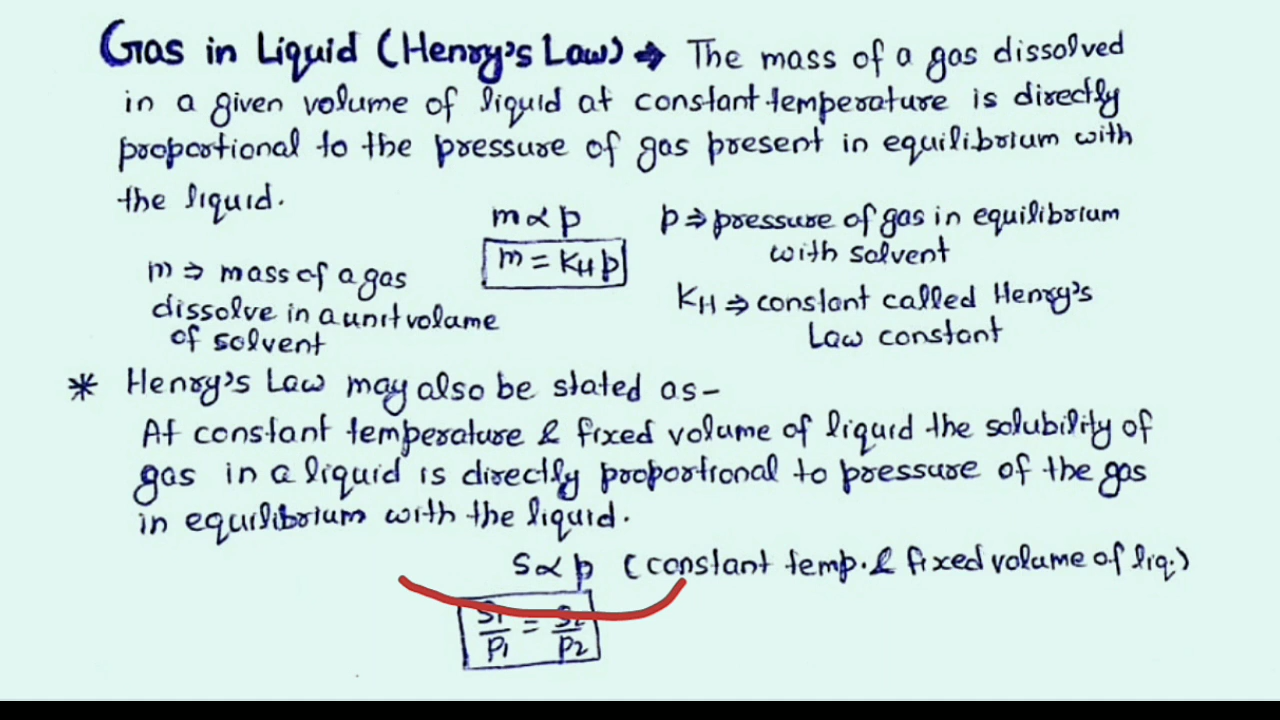 Gas in Liquid (Henry's Law) → The mass of a gas dissolved
in a given volume of liquid at constant temperature is directly
proportional to the pressure of gas present in equilibrium with
the liquid.
m ∝ p
m = KH p
p ⇒ pressure of gas in equilibrium
with solvent
m ⇒ mass of a gas
dissolve in a unit volume
of solvent
KH ⇒ constant called Henry's
Law constant
* Henry's Law may also be stated as-
At constant temperature & fixed volume of liquid the solubility of
gas in a liquid is directly proportional to pressure of the gas
in equilibrium with the liquid.
S ∝ p (constant temp. & fixed volume of liq.)
S1/P1 = S2/P2